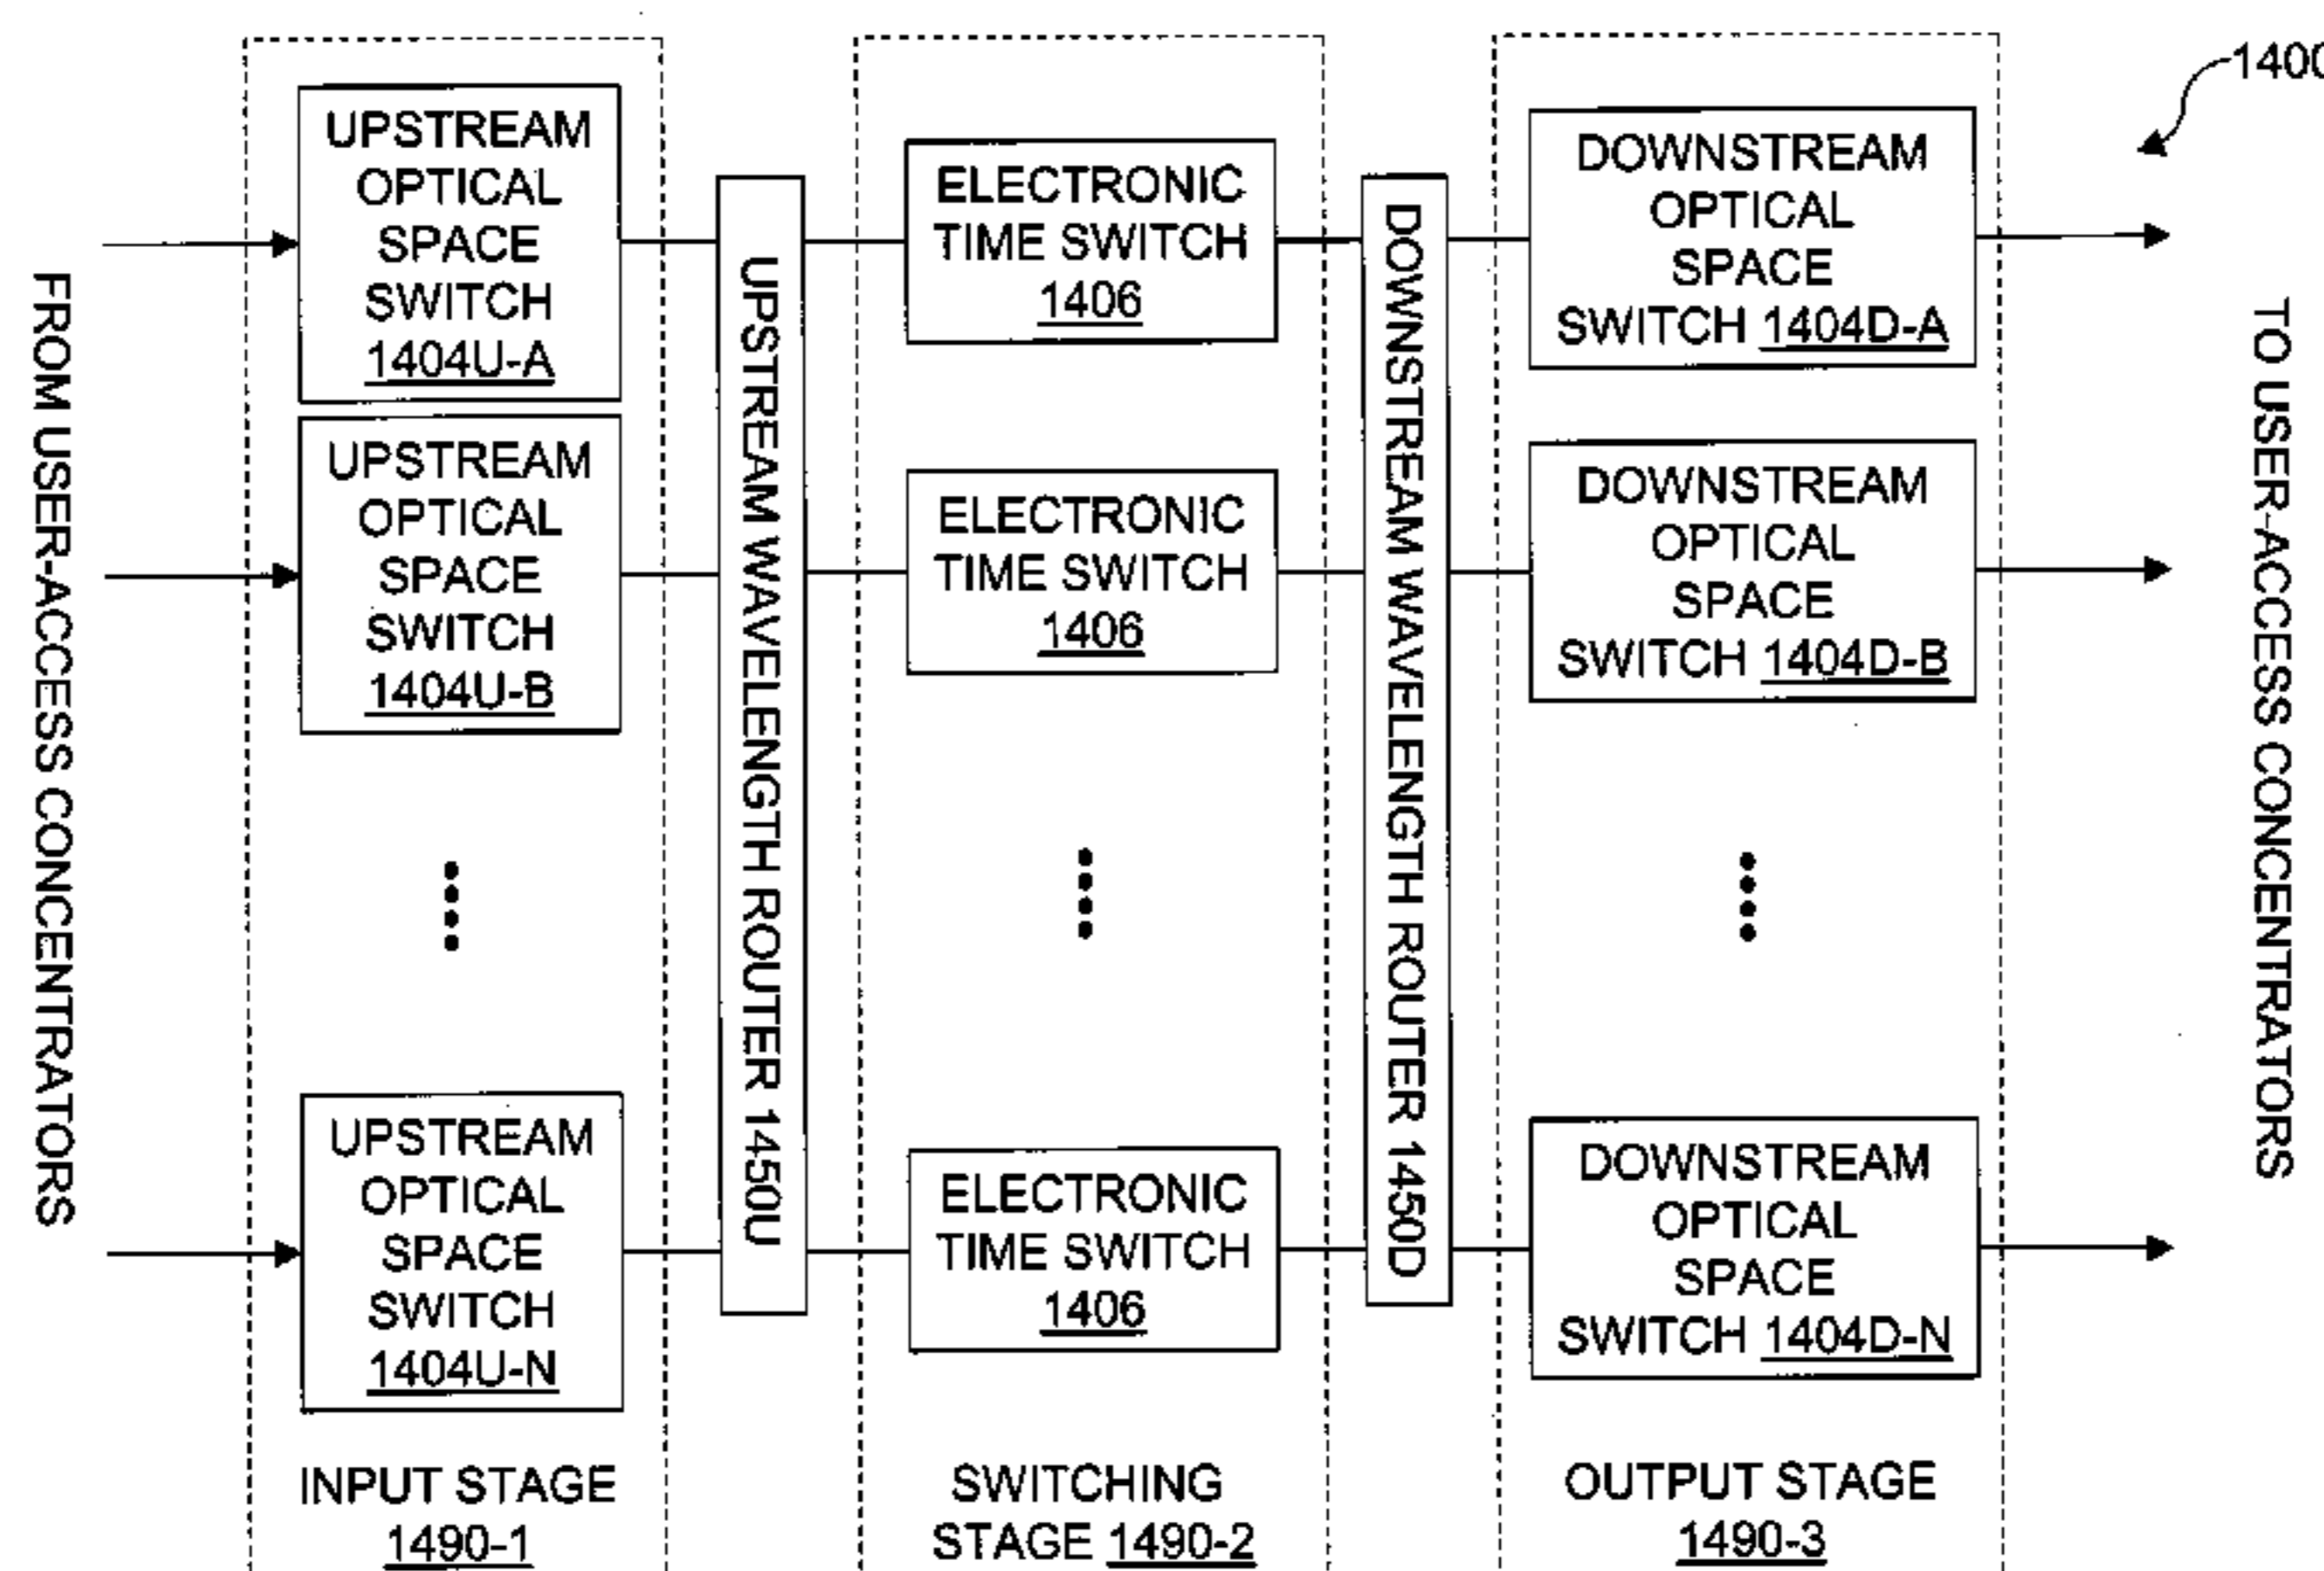 1400
FROM USER-ACCESS CONCENTRATORS
UPSTREAM
OPTICAL
SPACE
SWITCH
1404U-A
UPSTREAM
OPTICAL
SPACE
SWITCH
1404U-B
UPSTREAM
OPTICAL
SPACE
SWITCH
1404U-N
INPUT STAGE
1490-1
UPSTREAM WAVELENGTH ROUTER 1450U
ELECTRONIC
TIME SWITCH
1406
ELECTRONIC
TIME SWITCH
1406
ELECTRONIC
TIME SWITCH
1406
SWITCHING
STAGE 1490-2
DOWNSTREAM WAVELENGTH ROUTER 1450D
DOWNSTREAM
OPTICAL
SPACE
SWITCH 1404D-A
DOWNSTREAM
OPTICAL
SPACE
SWITCH 1404D-B
DOWNSTREAM
OPTICAL
SPACE
SWITCH 1404D-N
OUTPUT STAGE
1490-3
TO USER-ACCESS CONCENTRATORS